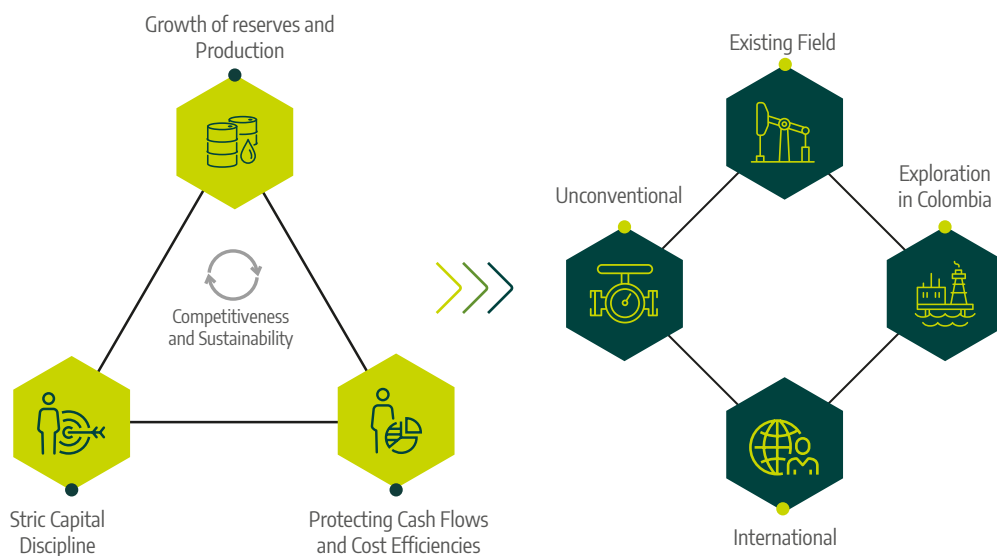 Growth of reserves and
Production
Competitiveness
and Sustainability
Stric Capital
Discipline
Protecting Cash Flows
and Cost Efficiencies
Existing Field
Unconventional
Exploration
in Colombia
International